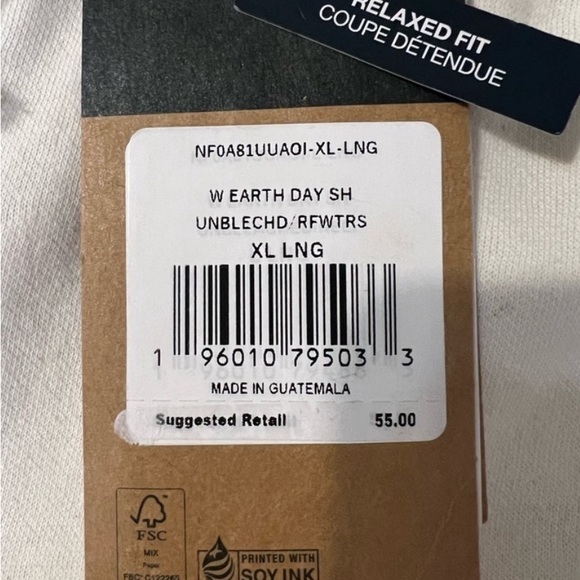 RELAXED FIT
COUPE DÉTENDUE
NF0A81UUAOI-XL-LNG
W EARTH DAY SH
UNBLECHD/RFWTRS
XL LNG
1 96010 79503 3
MADE IN GUATEMALA
Suggested Retail 55.00
FSC
MIX
PRINTED WITH
SOY INK